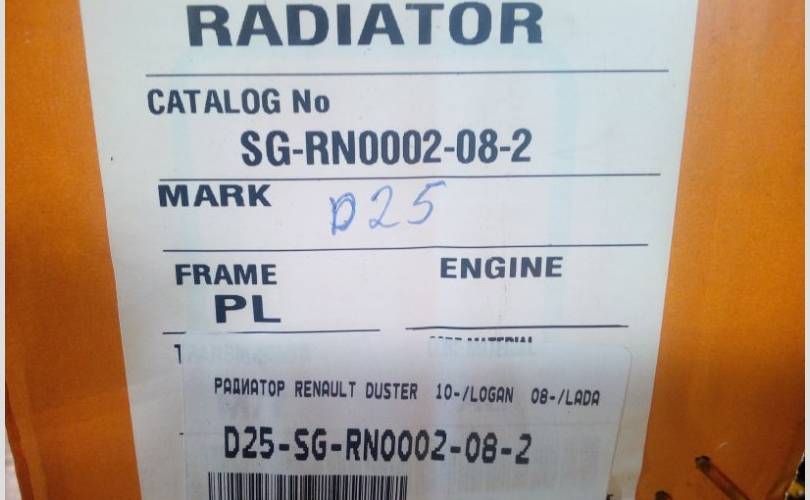 RADIATOR
CATALOG No
SG-RN0002-08-2
MARK D25
FRAME ENGINE
PL
РАДИАТОР RENAULT DUSTER 10-/LOGAN 08-/LADA
D25-SG-RN0002-08-2